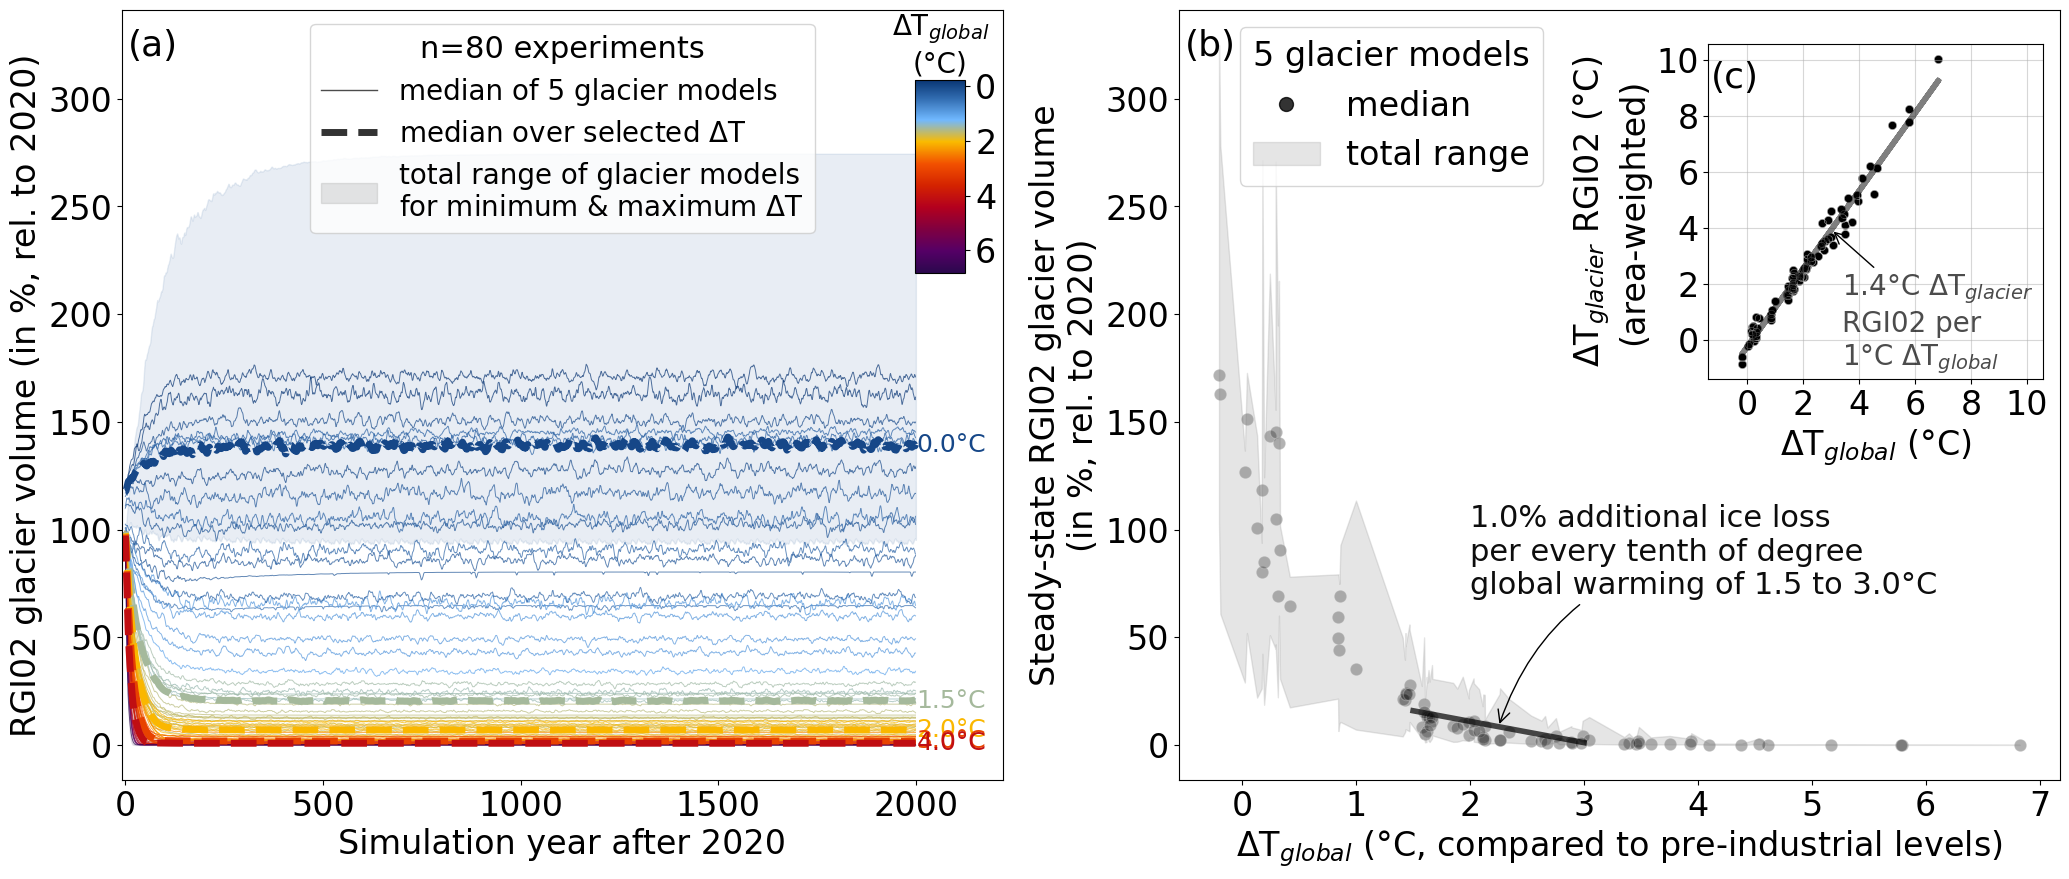 (a)
n=80 experiments
median of 5 glacier models
median over selected ΔT
total range of glacier models
for minimum & maximum ΔT
ΔT_global
(°C)
0
2
4
6
RGI02 glacier volume (in %, rel. to 2020)
300
250
200
150
100
50
0
0.0°C
1.5°C
2.0°C
4.0°C
0
500
1000
1500
2000
Simulation year after 2020
(b)
5 glacier models
median
total range
Steady-state RGI02 glacier volume
(in %, rel. to 2020)
300
250
200
150
100
50
0
1.0% additional ice loss
per every tenth of degree
global warming of 1.5 to 3.0°C
0
1
2
3
4
5
6
7
ΔT_global (°C, compared to pre-industrial levels)
(c)
ΔT_glacier RGI02 (°C)
(area-weighted)
10
8
6
4
2
0
1.4°C ΔT_glacier
RGI02 per
1°C ΔT_global
0
2
4
6
8
10
ΔT_global (°C)